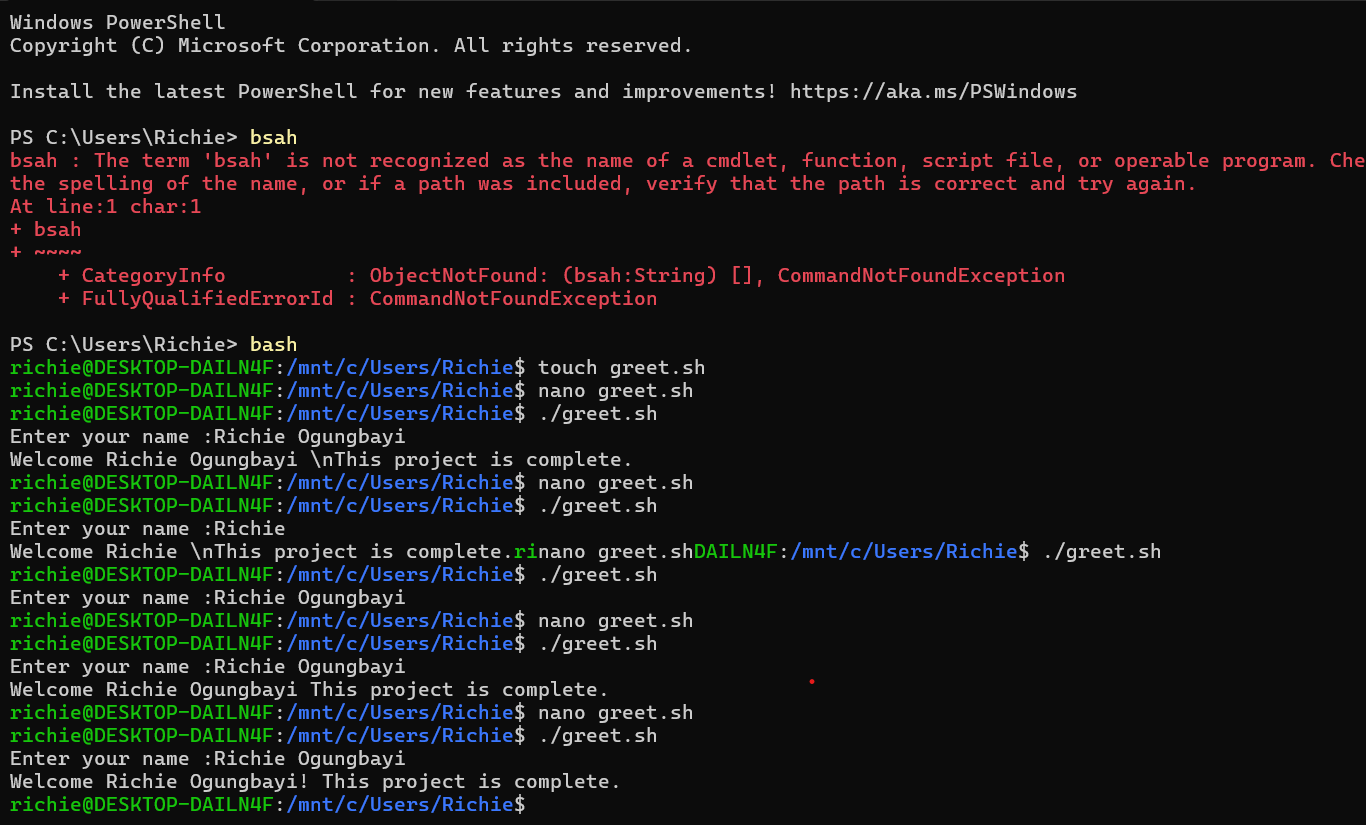 Windows PowerShell
Copyright (C) Microsoft Corporation. All rights reserved.
Install the latest PowerShell for new features and improvements! https://aka.ms/PSWindows
PS C:\Users\Richie> bsah
bsah : The term 'bsah' is not recognized as the name of a cmdlet, function, script file, or operable program. Che
the spelling of the name, or if a path was included, verify that the path is correct and try again.
At line:1 char:1
+ bsah
+ ~~~~
    + CategoryInfo          : ObjectNotFound: (bsah:String) [], CommandNotFoundException
    + FullyQualifiedErrorId : CommandNotFoundException
PS C:\Users\Richie> bash
richie@DESKTOP-DAILN4F:/mnt/c/Users/Richie$ touch greet.sh
richie@DESKTOP-DAILN4F:/mnt/c/Users/Richie$ nano greet.sh
richie@DESKTOP-DAILN4F:/mnt/c/Users/Richie$ ./greet.sh
Enter your name :Richie Ogungbayi
Welcome Richie Ogungbayi \nThis project is complete.
richie@DESKTOP-DAILN4F:/mnt/c/Users/Richie$ nano greet.sh
richie@DESKTOP-DAILN4F:/mnt/c/Users/Richie$ ./greet.sh
Enter your name :Richie
Welcome Richie \nThis project is complete.rinano greet.shDAILN4F:/mnt/c/Users/Richie$ ./greet.sh
richie@DESKTOP-DAILN4F:/mnt/c/Users/Richie$ ./greet.sh
Enter your name :Richie Ogungbayi
richie@DESKTOP-DAILN4F:/mnt/c/Users/Richie$ nano greet.sh
richie@DESKTOP-DAILN4F:/mnt/c/Users/Richie$ ./greet.sh
Enter your name :Richie Ogungbayi
Welcome Richie Ogungbayi This project is complete.
richie@DESKTOP-DAILN4F:/mnt/c/Users/Richie$ nano greet.sh
richie@DESKTOP-DAILN4F:/mnt/c/Users/Richie$ ./greet.sh
Enter your name :Richie Ogungbayi
Welcome Richie Ogungbayi! This project is complete.
richie@DESKTOP-DAILN4F:/mnt/c/Users/Richie$